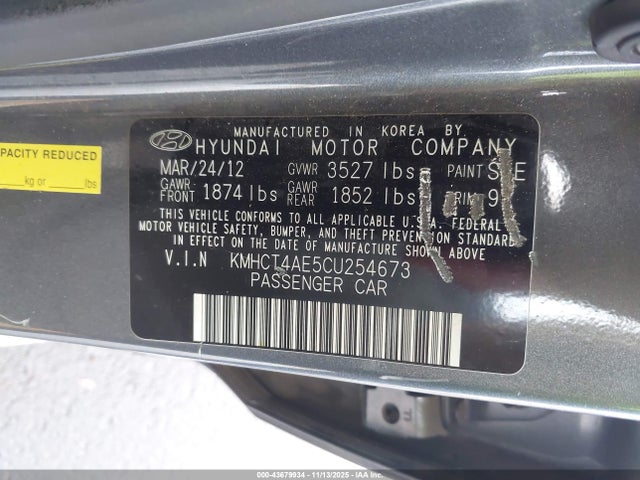 APACITY REDUCED
kg or lbs
MANUFACTURED IN KOREA BY
HYUNDAI MOTOR COMPANY
MAR/24/12 GVWR 3527 lbs PAINT
GAWR FRONT 1874 lbs GAWR REAR 1852 lbs
THIS VEHICLE CONFORMS TO ALL APPLICABLE U.S.A. FEDERAL
MOTOR VEHICLE SAFETY, BUMPER, AND THEFT PREVENTION STANDARDS
IN EFFECT ON THE DATE OF MANUFACTURE SHOWN ABOVE
V.I.N KMHCT4AE5CU254673
PASSENGER CAR
000-43679934 | 11/13/2025 | IAA